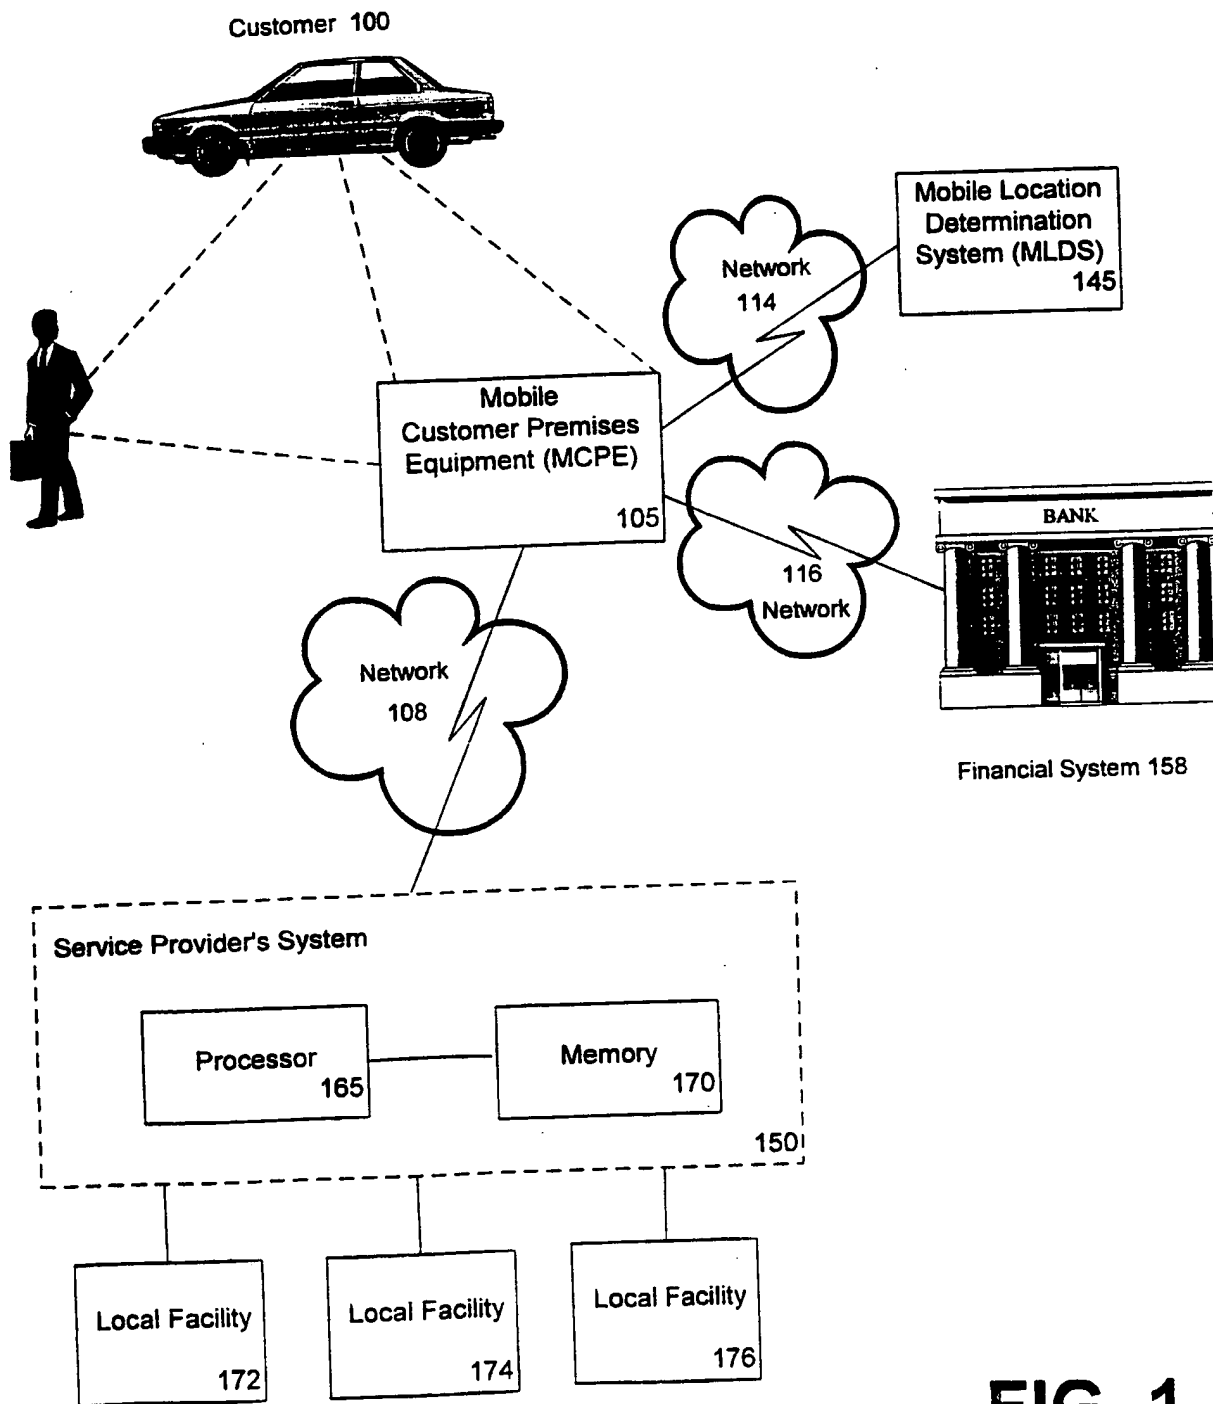 Customer 100
Mobile Location
Determination
System (MLDS)
145
Network
114
Mobile
Customer Premises
Equipment (MCPE)
105
BANK
116
Network
Network
108
Financial System 158
Service Provider's System
Processor
165
Memory
170
150
Local Facility
172
Local Facility
174
Local Facility
176
FIG. 1